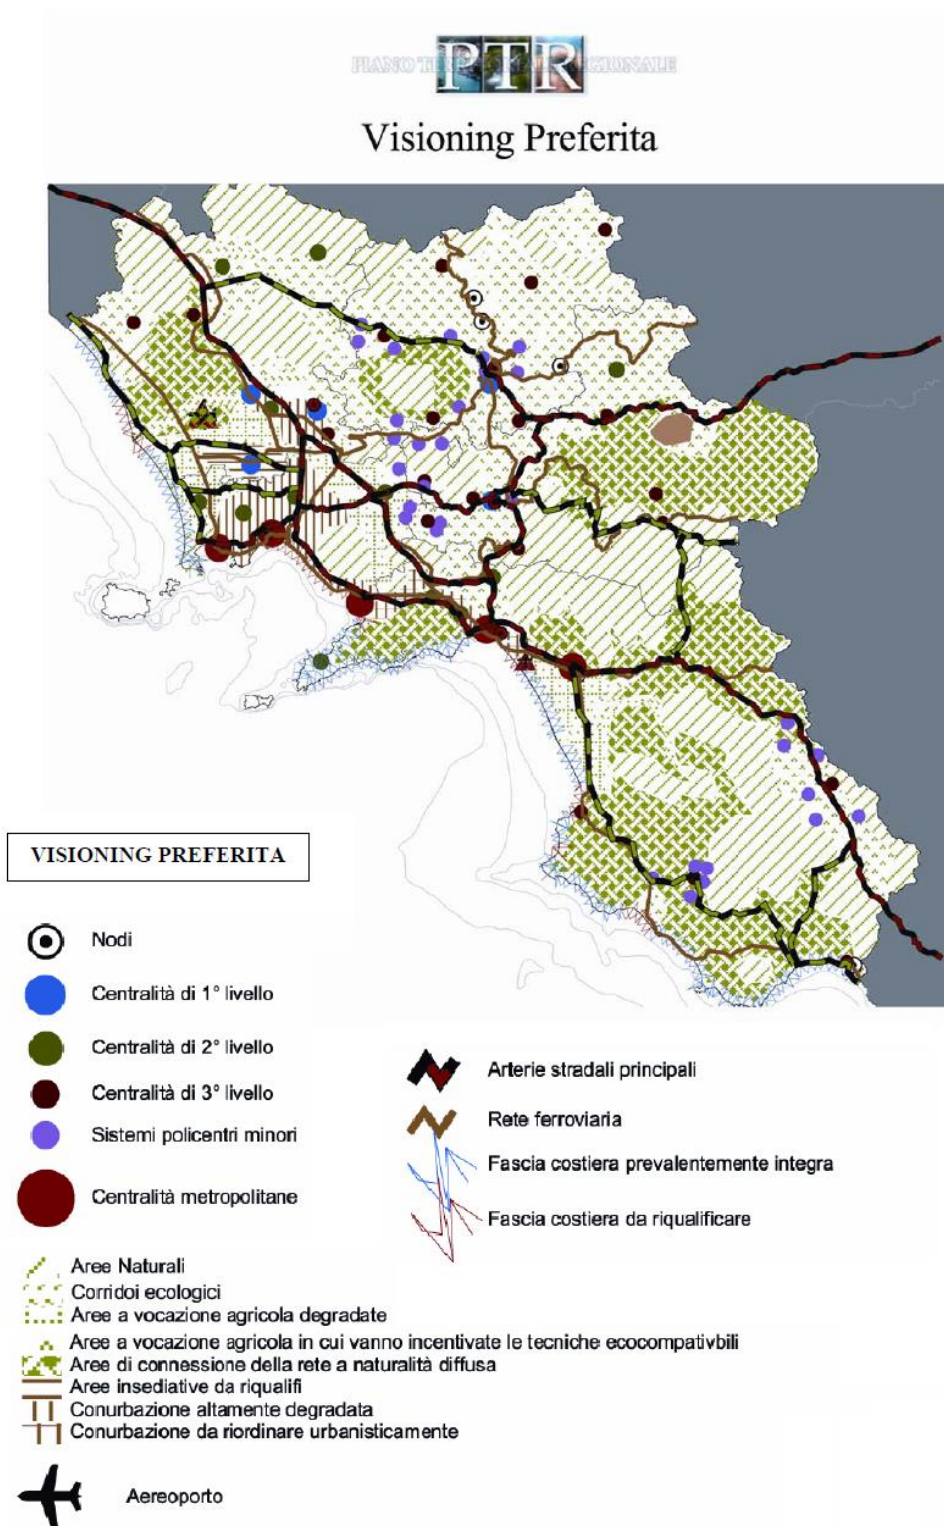 PIANO TERRITORIALE REGIONALE
PTR
Visioning Preferita
VISIONING PREFERITA
Nodi
Centralità di 1° livello
Centralità di 2° livello
Centralità di 3° livello
Sistemi policentri minori
Centralità metropolitane
Arterie stradali principali
Rete ferroviaria
Fascia costiera prevalentemente integra
Fascia costiera da riqualificare
Aree Naturali
Corridoi ecologici
Aree a vocazione agricola degradate
Aree a vocazione agricola in cui vanno incentivate le tecniche ecocompativbili
Aree di connessione della rete a naturalità diffusa
Aree insediative da riqualifi
Conurbazione altamente degradata
Conurbazione da riordinare urbanisticamente
Aereoporto